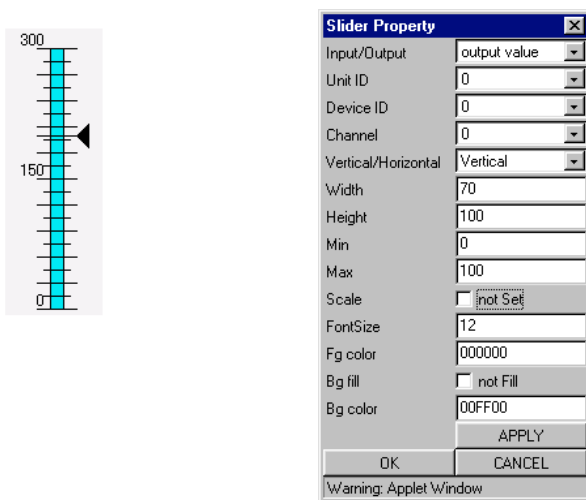 300
150
0
Slider Property
Input/Output output value
Unit ID 0
Device ID 0
Channel 0
Vertical/Horizontal Vertical
Width 70
Height 100
Min 0
Max 100
Scale not Set
FontSize 12
Fg color 000000
Bg fill not Fill
Bg color 00FF00
APPLY
OK CANCEL
Warning: Applet Window